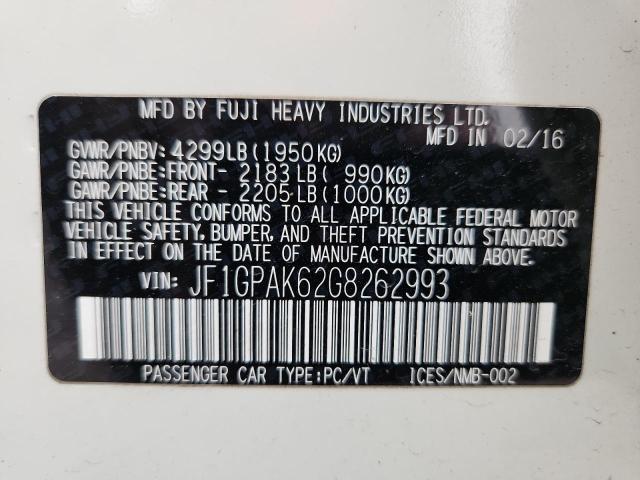 MFD BY FUJI HEAVY INDUSTRIES LTD.
MFD IN 02/16
GVWR/PNBV: 4299LB (1950KG)
GAWR/PNBE:FRONT- 2183LB( 990KG)
GAWR/PNBE:REAR - 2205LB(1000KG)
THIS VEHICLE CONFORMS TO ALL APPLICABLE FEDERAL MOTOR
VEHICLE SAFETY, BUMPER, AND THEFT PREVENTION STANDARDS
IN EFFECT ON THE DATE OF MANUFACTURE SHOWN ABOVE.
VIN: JF1GPAK62G8262993
PASSENGER CAR TYPE:PC/VT ICES/NMB-002